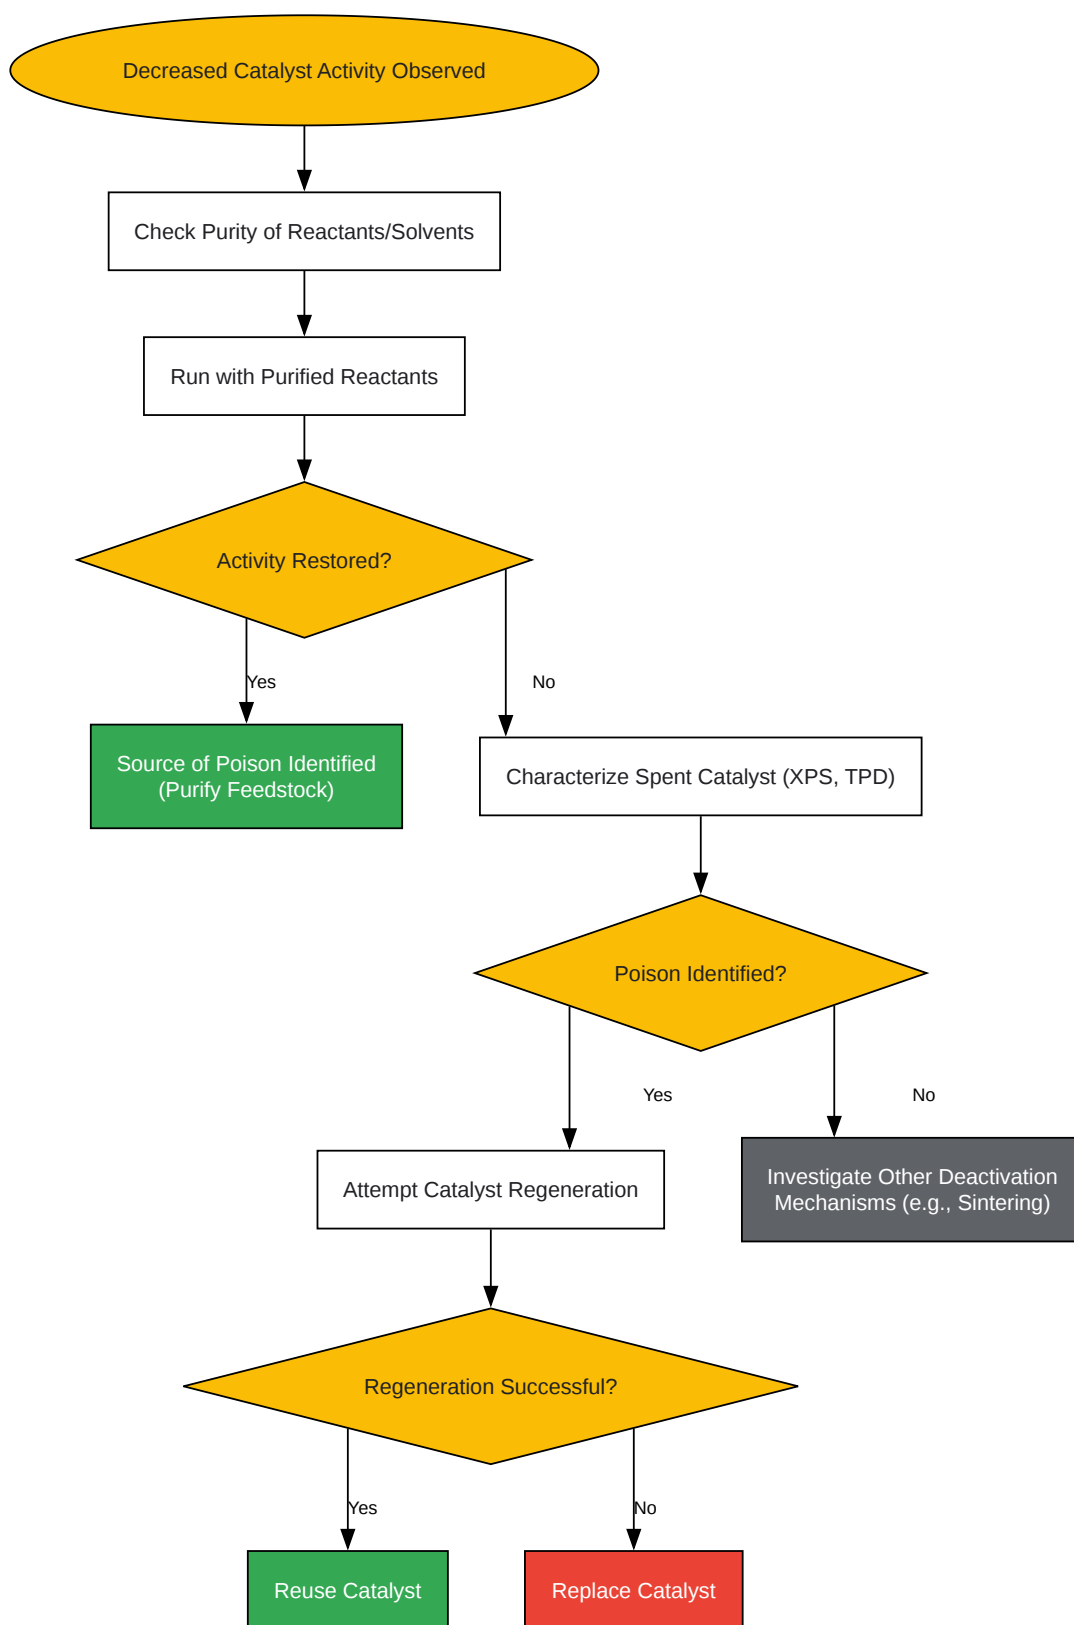 Decreased Catalyst Activity Observed
Check Purity of Reactants/Solvents
Run with Purified Reactants
Activity Restored?
Yes
No
Source of Poison Identified
(Purify Feedstock)
Characterize Spent Catalyst (XPS, TPD)
Poison Identified?
Yes
No
Attempt Catalyst Regeneration
Investigate Other Deactivation
Mechanisms (e.g., Sintering)
Regeneration Successful?
Yes
No
Reuse Catalyst
Replace Catalyst